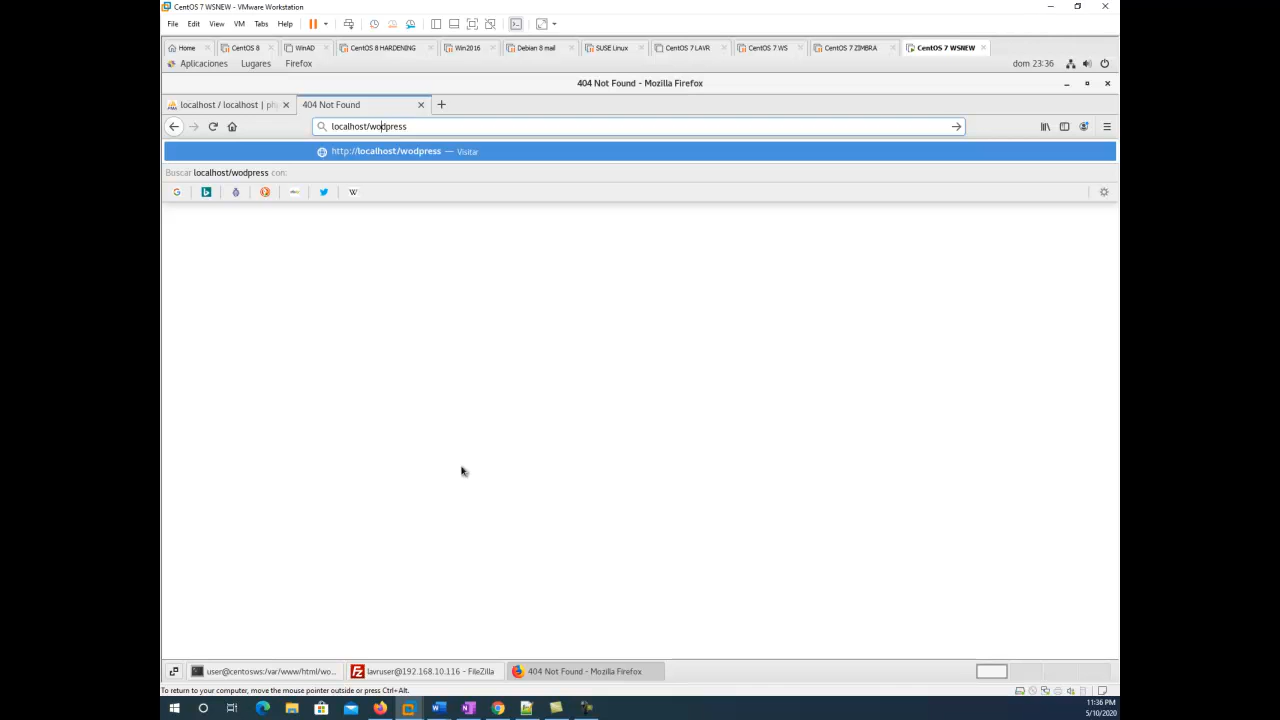 CentOS 7 WSNEW - VMware Workstation
File Edit View VM Tabs Help
Home CentOS 8 WinAD CentOS 8 HARDENING Win2016 Debian 8 mail SUSE Linux CentOS 7 LAVR CentOS 7 WS CentOS 7 ZIMBRA CentOS 7 WSNEW
Aplicaciones Lugares Firefox dom 23:36
404 Not Found - Mozilla Firefox
localhost / localhost | ph 404 Not Found
localhost/wodpress
http://localhost/wodpress — Visitar
Buscar localhost/wodpress con:
user@centosws:/var/www/html/wo... lavruser@192.168.10.116 - FileZilla 404 Not Found - Mozilla Firefox
To return to your computer, move the mouse pointer outside or press Ctrl+Alt.
11:36 PM
5/10/2020